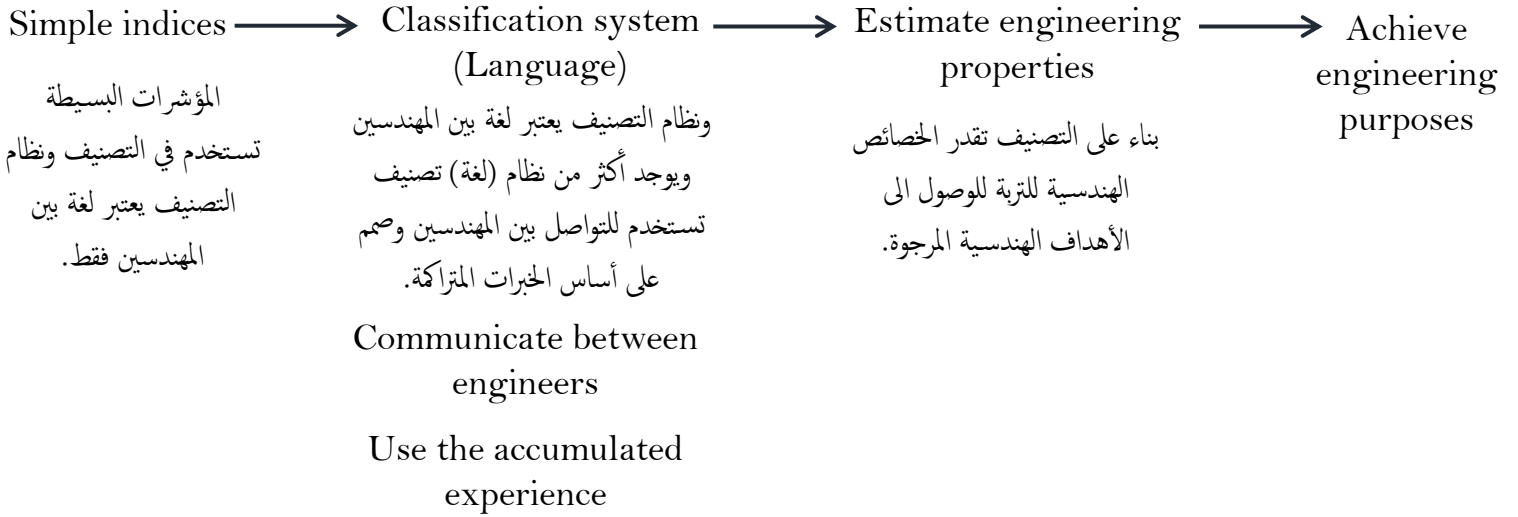 Simple indices
المؤشرات البسيطة
تستخدم في التصنيف ونظام
التصنيف يعتبر لغة بين
المهندسين فقط.
Classification system
(Language)
ونظام التصنيف يعتبر لغة بين المهندسين
ويوجد أكثر من نظام (لغة) تصنيف
تستخدم للتواصل بين المهندسين وصمم
على أساس الخبرات المتراكمة.
Communicate between
engineers
Use the accumulated
experience
Estimate engineering
properties
بناء على التصنيف تقدر الخصائص
الهندسية للتربة للوصول الى
الأهداف الهندسية المرجوة.
Achieve
engineering
purposes